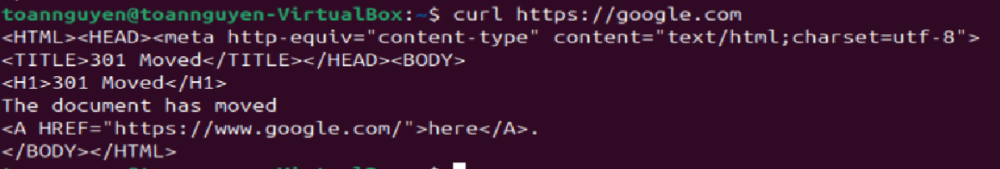 toannguyen@toannguyen-VirtualBox:~$ curl https://google.com
<HTML><HEAD><meta http-equiv="content-type" content="text/html;charset=utf-8">
<TITLE>301 Moved</TITLE></HEAD><BODY>
<H1>301 Moved</H1>
The document has moved
<A HREF="https://www.google.com/">here</A>.
</BODY></HTML>